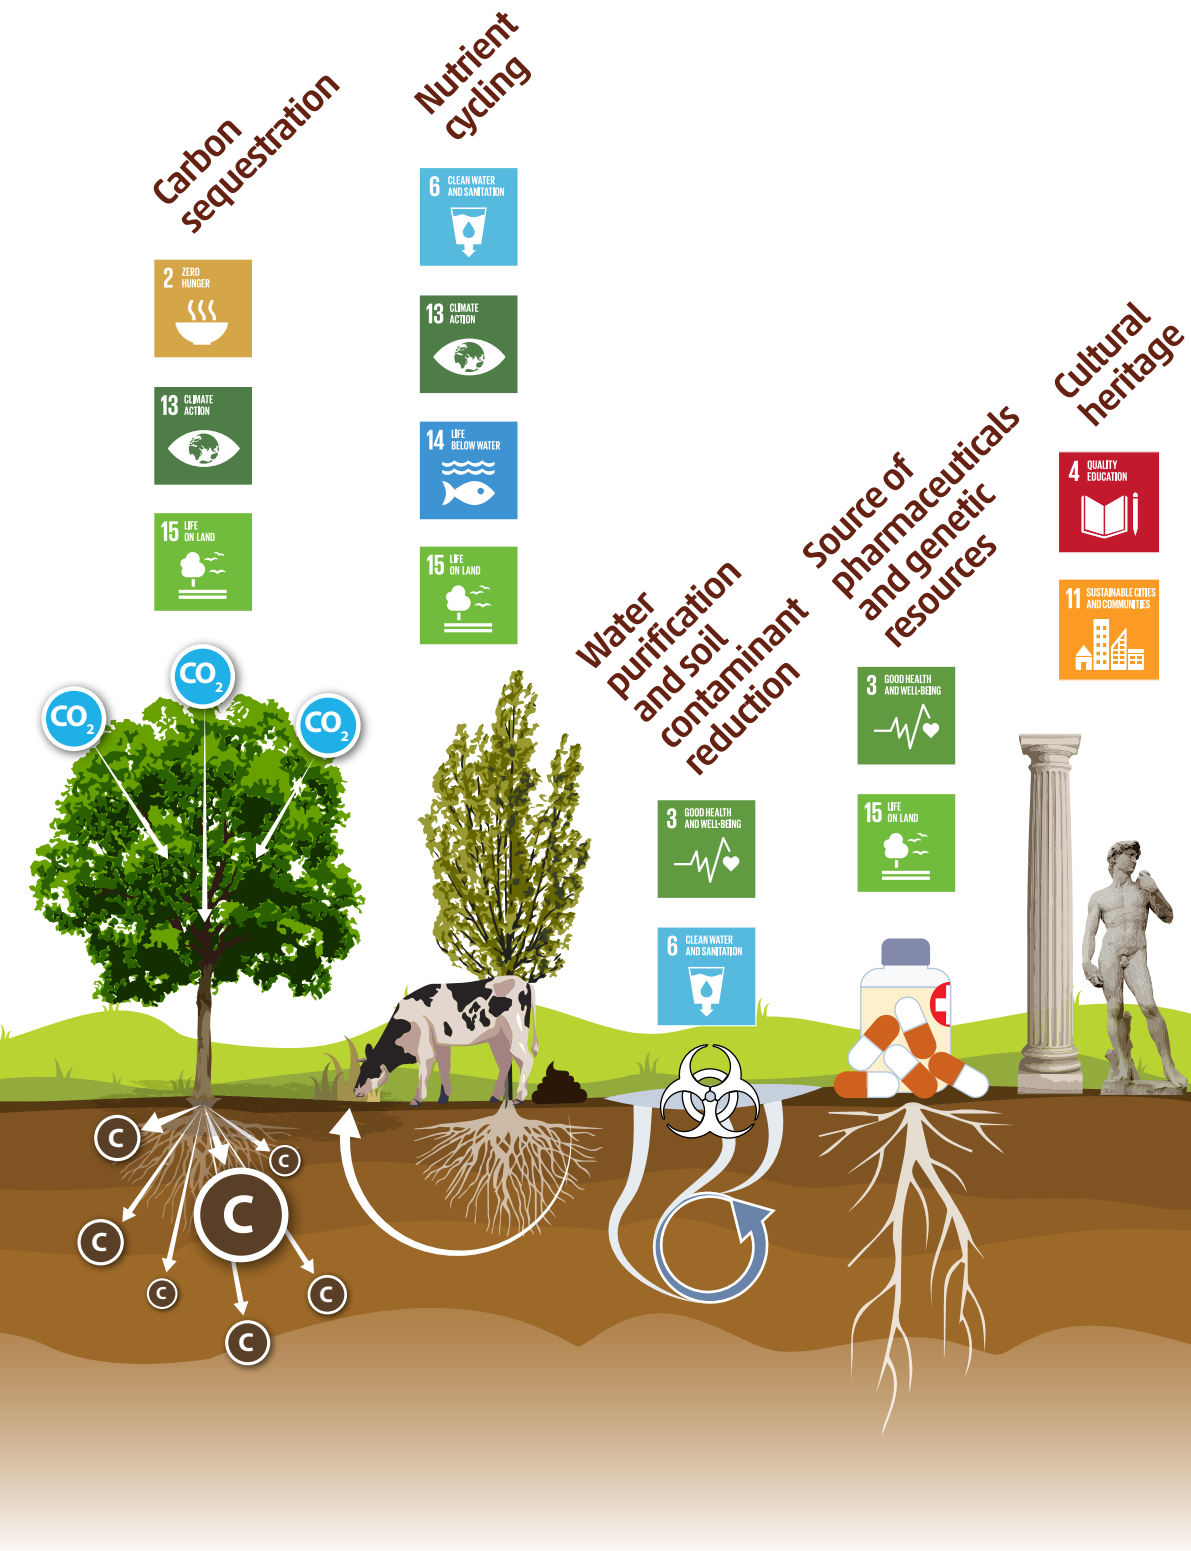 Carbon
sequestration
2 ZERO
HUNGER
13 CLIMATE
ACTION
15 LIFE
ON LAND
Nutrient
cycling
6 CLEAN WATER
AND SANITATION
13 CLIMATE
ACTION
14 LIFE
BELOW WATER
15 LIFE
ON LAND
Water
purification
and soil
contaminant
reduction
3 GOOD HEALTH
AND WELL-BEING
6 CLEAN WATER
AND SANITATION
Source of
pharmaceuticals
and genetic
resources
3 GOOD HEALTH
AND WELL-BEING
15 LIFE
ON LAND
Cultural
heritage
4 QUALITY
EDUCATION
11 SUSTAINABLE CITIES
AND COMMUNITIES
CO2
CO2
CO2
C
C
C
C
C
C
C